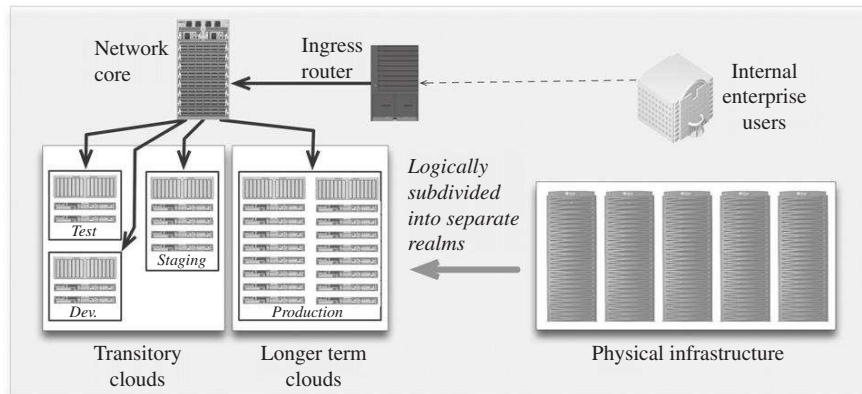 Network
core
Ingress
router
Internal
enterprise
users
Logically
subdivided
into separate
realms
Test
Staging
Dev.
Production
Transitory
clouds
Longer term
clouds
Physical infrastructure